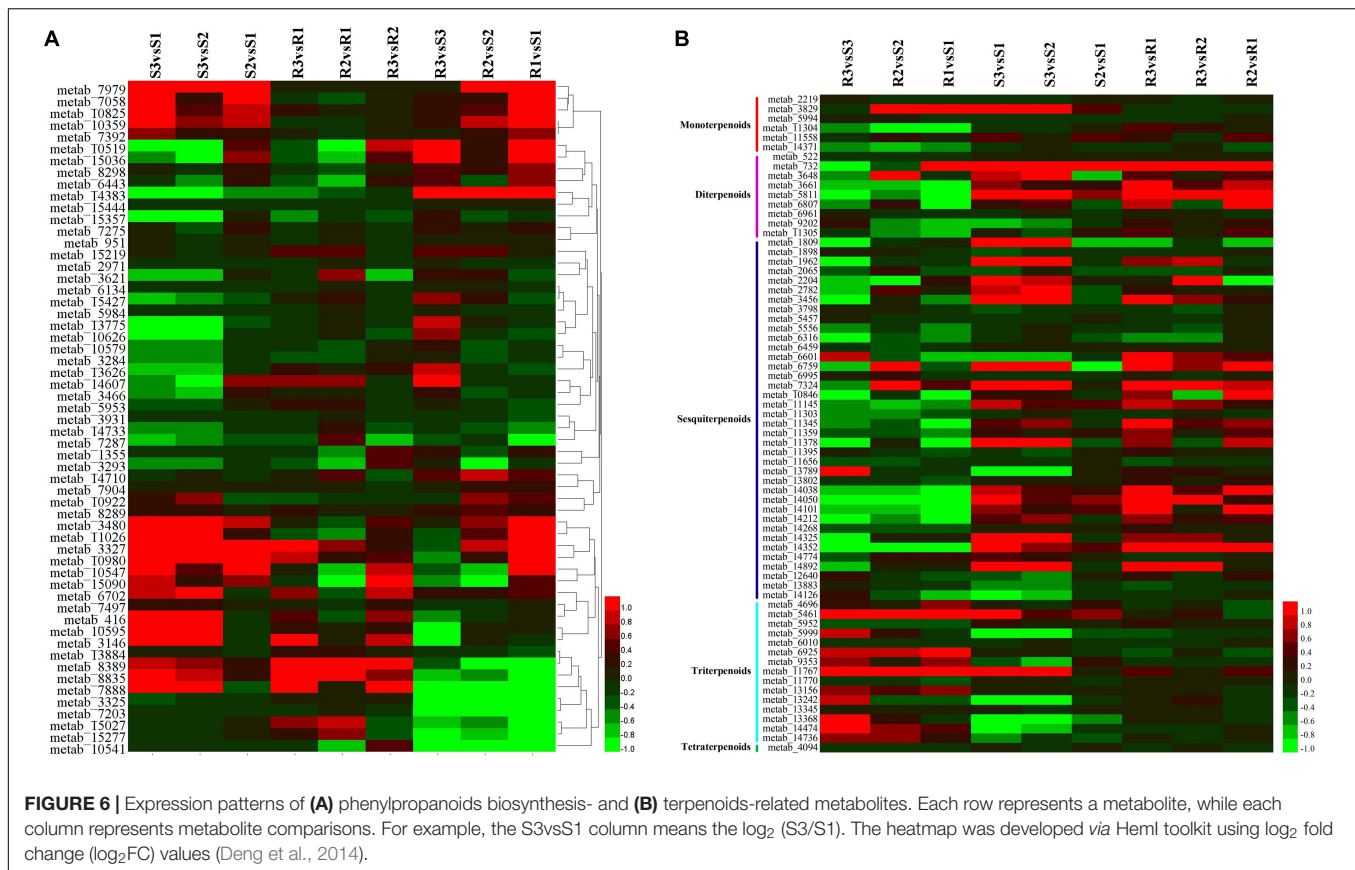 A
S3vsS1
S3vsS2
S2vsS1
R3vsR1
R2vsR1
R3vsR2
R3vsS3
R2vsS2
R1vsS1
metab_7979
metab_7058
metab_10825
metab_10359
metab_7392
metab_10519
metab_15036
metab_8298
metab_6443
metab_14383
metab_15444
metab_15357
metab_7275
metab_951
metab_15219
metab_2971
metab_3621
metab_6134
metab_15427
metab_5984
metab_13775
metab_10626
metab_10579
metab_3284
metab_13626
metab_14607
metab_3466
metab_5953
metab_3931
metab_14733
metab_7287
metab_1355
metab_3293
metab_14710
metab_7904
metab_10922
metab_8289
metab_3480
metab_11026
metab_3327
metab_10980
metab_10547
metab_15090
metab_6702
metab_7497
metab_416
metab_10595
metab_3146
metab_13884
metab_8389
metab_8835
metab_7888
metab_3325
metab_7203
metab_15027
metab_15277
metab_10541
1.0
0.8
0.6
0.4
0.2
0.0
-0.2
-0.4
-0.6
-0.8
-1.0
B
R3vsS3
R2vsS2
R1vsS1
S3vsS1
S3vsS2
S2vsS1
R3vsR1
R3vsR2
R2vsR1
Monoterpenoids
metab_2219
metab_3829
metab_5994
metab_11304
metab_11558
metab_14371
Diterpenoids
metab_522
metab_732
metab_3648
metab_3661
metab_5811
metab_6807
metab_6961
metab_9202
metab_11305
Sesquiterpenoids
metab_1809
metab_1898
metab_1962
metab_2065
metab_2204
metab_2782
metab_3456
metab_3798
metab_5457
metab_5556
metab_6316
metab_6459
metab_6601
metab_6759
metab_6995
metab_7324
metab_10846
metab_11145
metab_11303
metab_11345
metab_11359
metab_11378
metab_11395
metab_11656
metab_13789
metab_13802
metab_14038
metab_14050
metab_14101
metab_14212
metab_14268
metab_14325
metab_14352
metab_14774
metab_14892
metab_12640
metab_13883
metab_14126
Triterpenoids
metab_4696
metab_5461
metab_5952
metab_5999
metab_6010
metab_6925
metab_9353
metab_11767
metab_11770
metab_13156
metab_13242
metab_13345
metab_13368
metab_14474
metab_14736
Tetraterpenoids
metab_4094
1.0
0.8
0.6
0.4
0.2
0.0
-0.2
-0.4
-0.6
-0.8
-1.0
FIGURE 6 | Expression patterns of (A) phenylpropanoids biosynthesis- and (B) terpenoids-related metabolites. Each row represents a metabolite, while each
column represents metabolite comparisons. For example, the S3vsS1 column means the log2 (S3/S1). The heatmap was developed via HemI toolkit using log2 fold
change (log2FC) values (Deng et al., 2014).